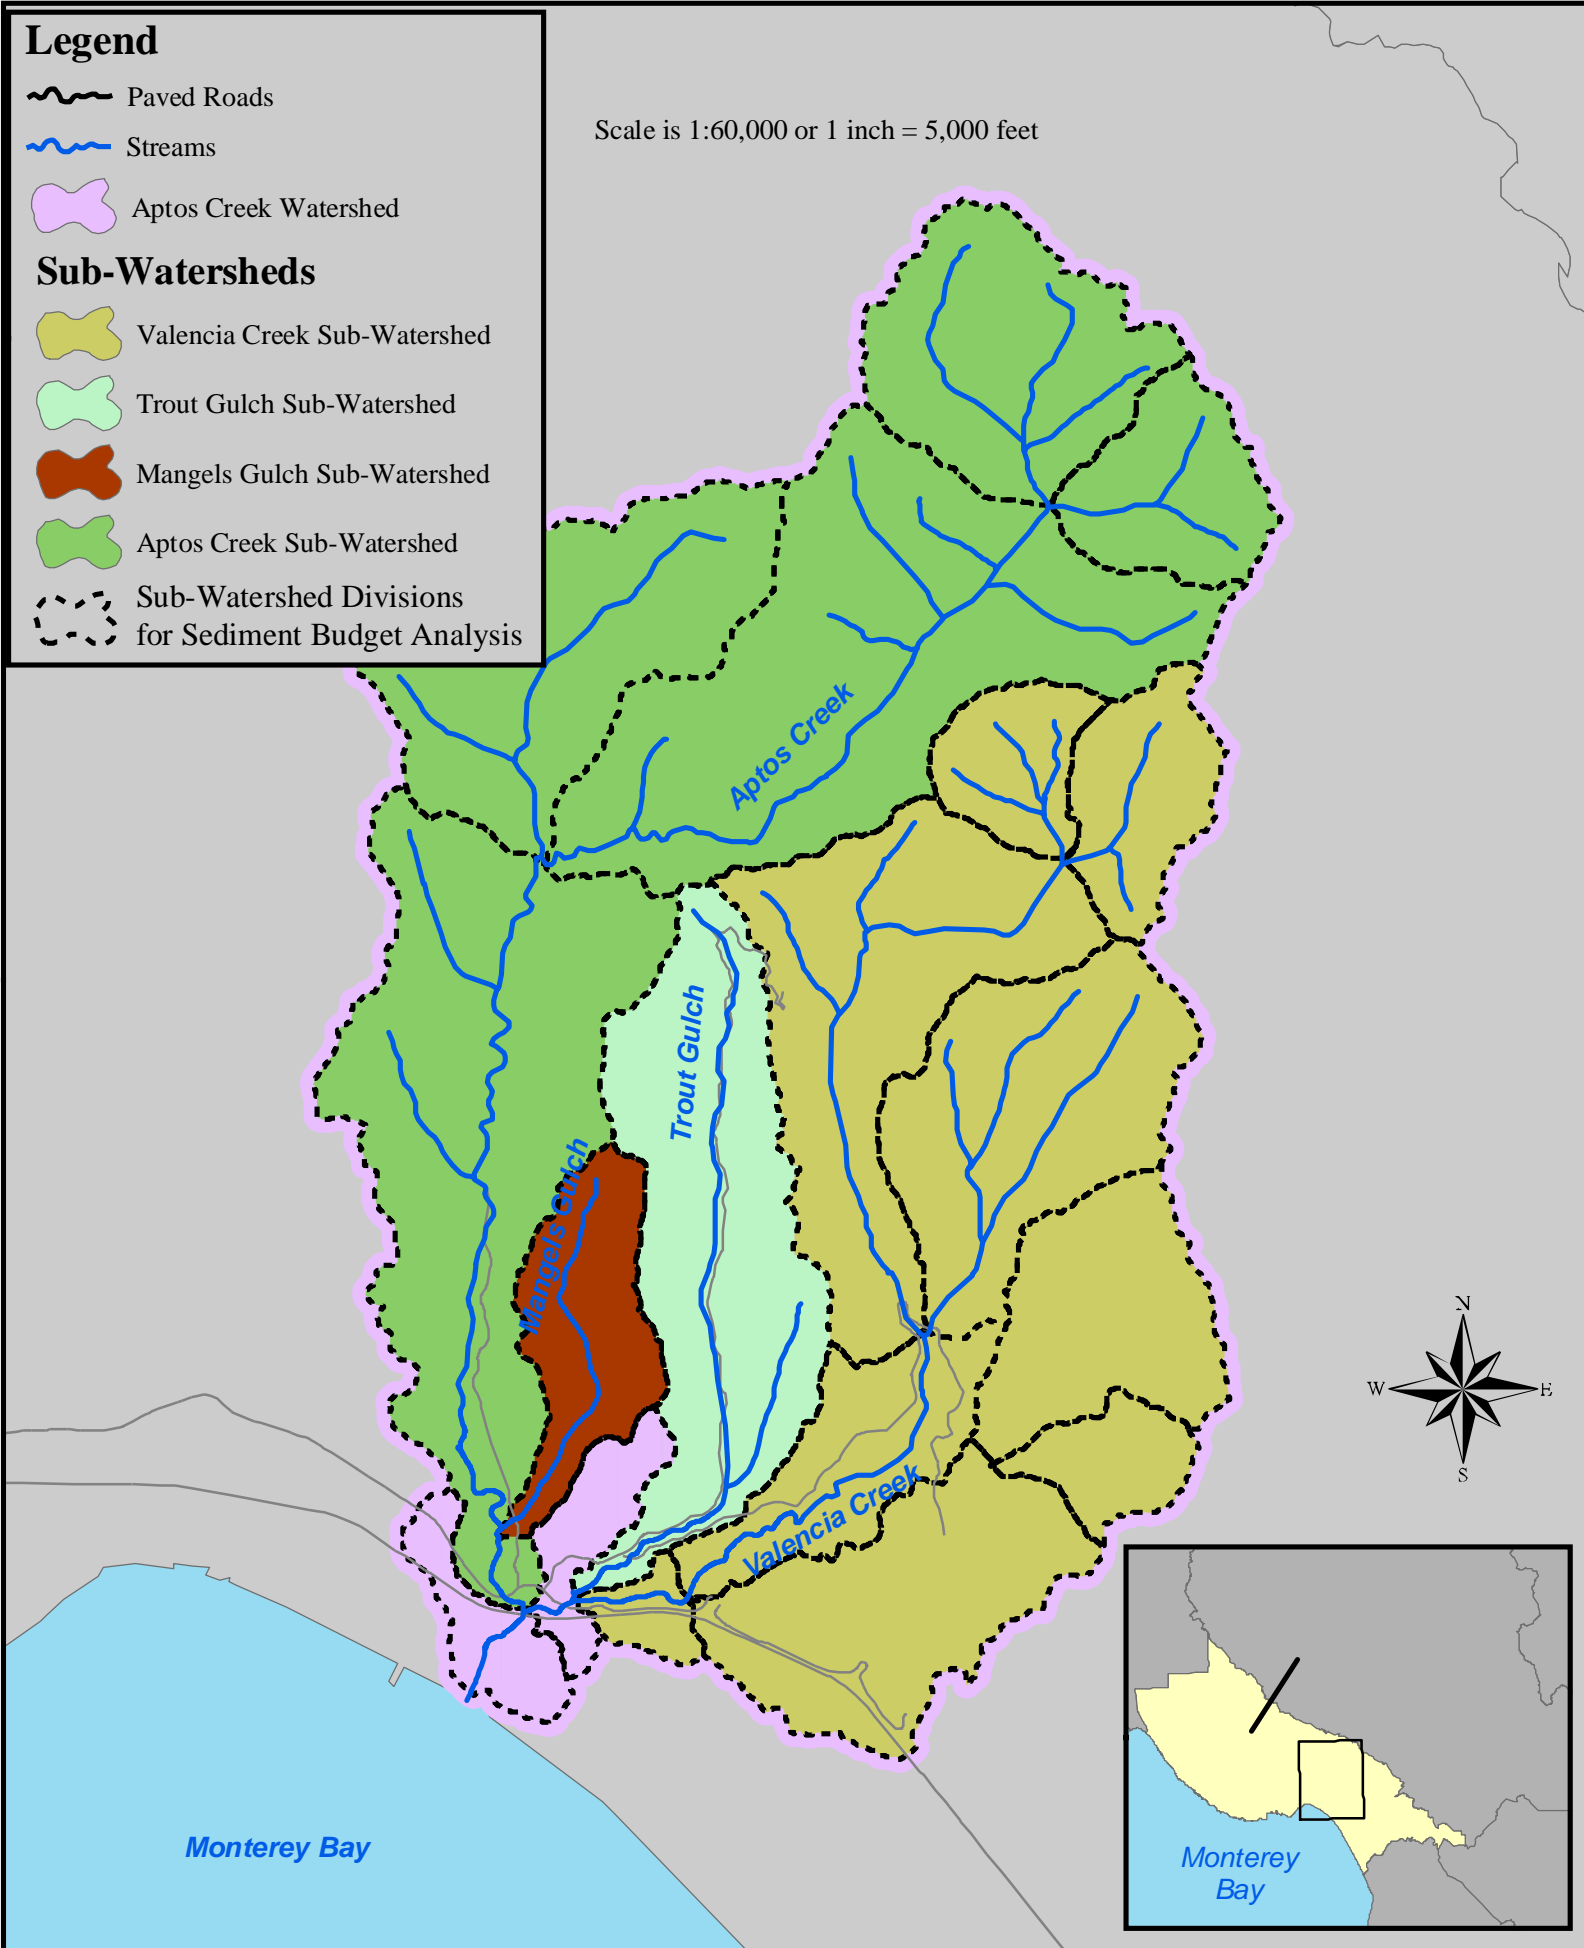 Legend
Paved Roads
Streams
Aptos Creek Watershed
Sub-Watersheds
Valencia Creek Sub-Watershed
Trout Gulch Sub-Watershed
Mangels Gulch Sub-Watershed
Aptos Creek Sub-Watershed
Sub-Watershed Divisions
for Sediment Budget Analysis
Scale is 1:60,000 or 1 inch = 5,000 feet
Aptos Creek
Trout Gulch
Mangels Gulch
Valencia Creek
N
W
E
S
Monterey Bay
Monterey
Bay